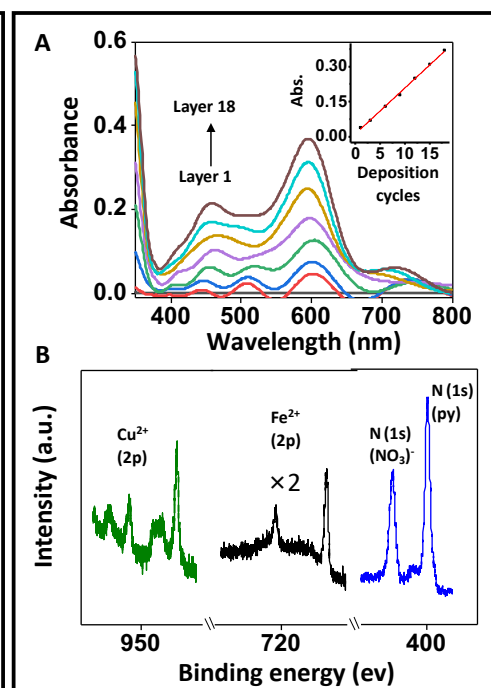 A
0.6
0.4
0.2
0.0
Absorbance
Layer 18
Layer 1
Abs.
0.30
0.15
0.00
0 5 10 15
Deposition
cycles
400 500 600 700 800
Wavelength (nm)
B
Intensity (a.u.)
Cu²⁺
(2p)
Fe²⁺
(2p)
×2
N (1s)
(NO₃)⁻
N (1s)
(py)
950 720 400
Binding energy (ev)